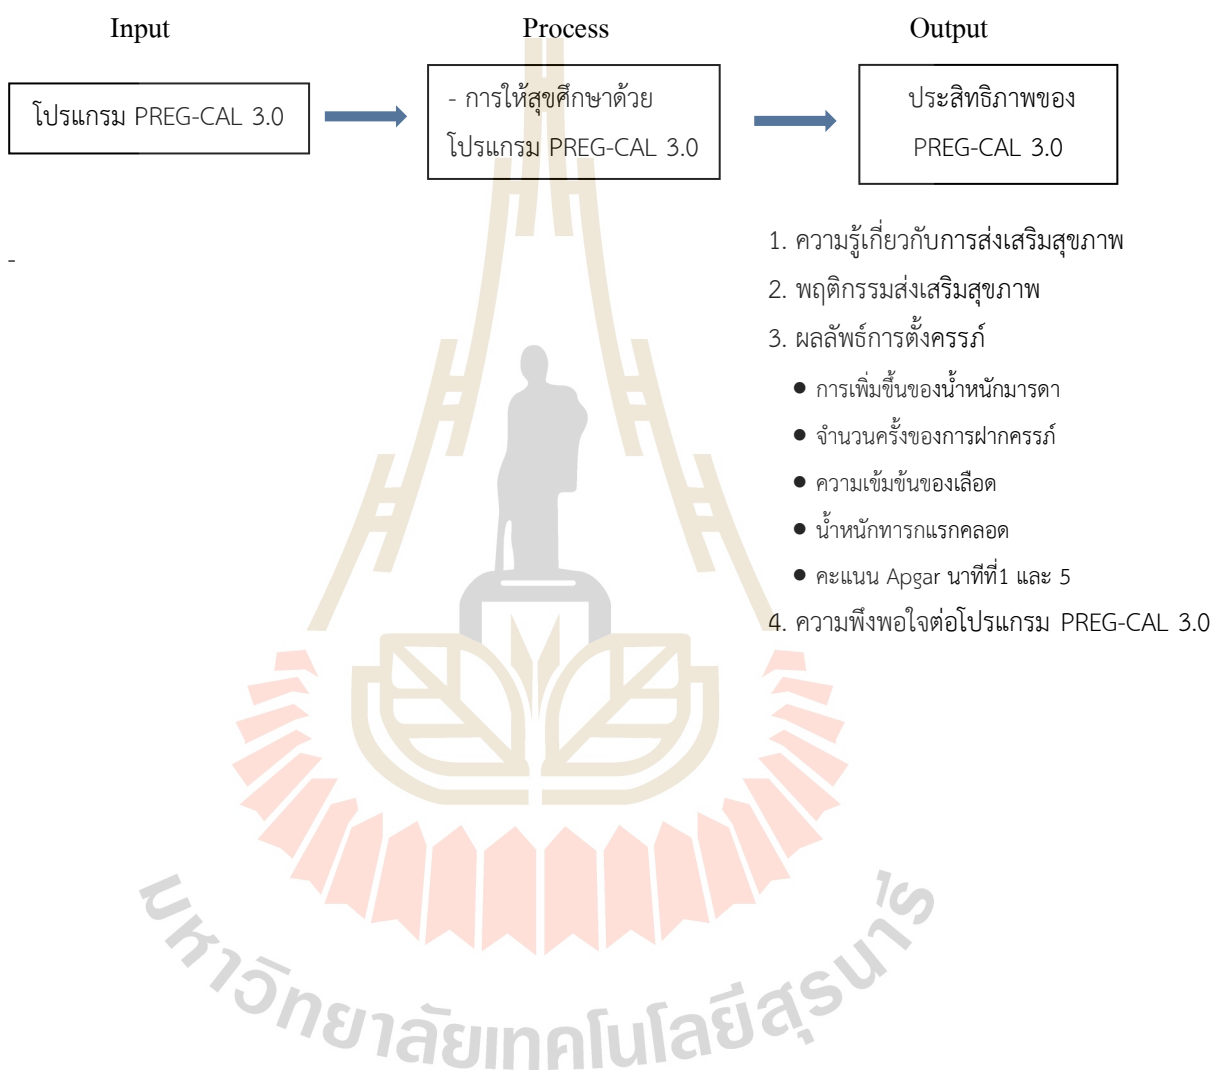 Input
Process
Output
โปรแกรม PREG-CAL 3.0
- การให้สุขศึกษาด้วย
โปรแกรม PREG-CAL 3.0
ประสิทธิภาพของ
PREG-CAL 3.0
-
1. ความรู้เกี่ยวกับการส่งเสริมสุขภาพ
2. พฤติกรรมส่งเสริมสุขภาพ
3. ผลลัพธ์การตั้งครรภ์
● การเพิ่มขึ้นของน้ำหนักมารดา
● จำนวนครั้งของการฝากครรภ์
● ความเข้มข้นของเลือด
● น้ำหนักทารกแรกคลอด
● คะแนน Apgar นาทีที่1 และ 5
4. ความพึงพอใจต่อโปรแกรม PREG-CAL 3.0
มหาวิทยาลัยเทคโนโลยีสุรนารี